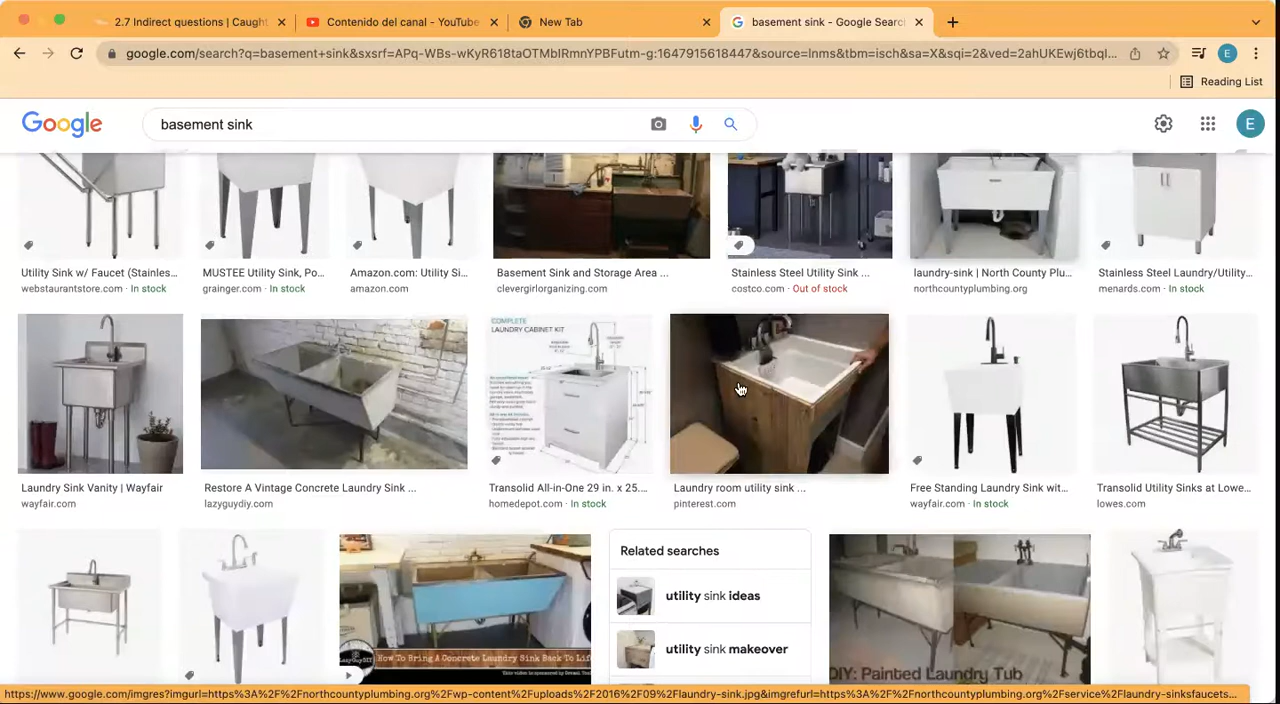 2.7 Indirect questions | Caught
Contenido del canal - YouTube
New Tab
basement sink - Google Searc
google.com/search?q=basement+sink&sxsrf=APq-WBs-wKyR618taOTMbIRmnYPBFutm-g:1647915618447&source=lnms&tbm=isch&sa=X&sqi=2&ved=2ahUKEwj6tbqI...
E
Reading List
Google
basement sink
E
Utility Sink w/ Faucet (Stainles...
webstaurantstore.com · In stock
MUSTEE Utility Sink, Po...
grainger.com · In stock
Amazon.com: Utility Si...
amazon.com
Basement Sink and Storage Area ...
clevergirlorganizing.com
Stainless Steel Utility Sink ...
costco.com · Out of stock
laundry-sink | North County Plu...
northcountyplumbing.org
Stainless Steel Laundry/Utility...
menards.com · In stock
COMPLETE
LAUNDRY CABINET KIT
Laundry Sink Vanity | Wayfair
wayfair.com
Restore A Vintage Concrete Laundry Sink ...
lazyguydiy.com
Transolid All-in-One 29 in. x 25....
homedepot.com · In stock
Laundry room utility sink ...
pinterest.com
Free Standing Laundry Sink wit...
wayfair.com · In stock
Transolid Utility Sinks at Lowe...
lowes.com
Related searches
utility sink ideas
utility sink makeover
How To Bring A Concrete Laundry Sink Back To Life
DIY: Painted Laundry Tub
https://www.google.com/imgres?imgurl=https%3A%2F%2Fnorthcountyplumbing.org%2Fwp-content%2Fuploads%2F2016%2F09%2Flaundry-sink.jpg&imgrefurl=https%3A%2F%2Fnorthcountyplumbing.org%2Fservice%2Flaundry-sinksfaucets...